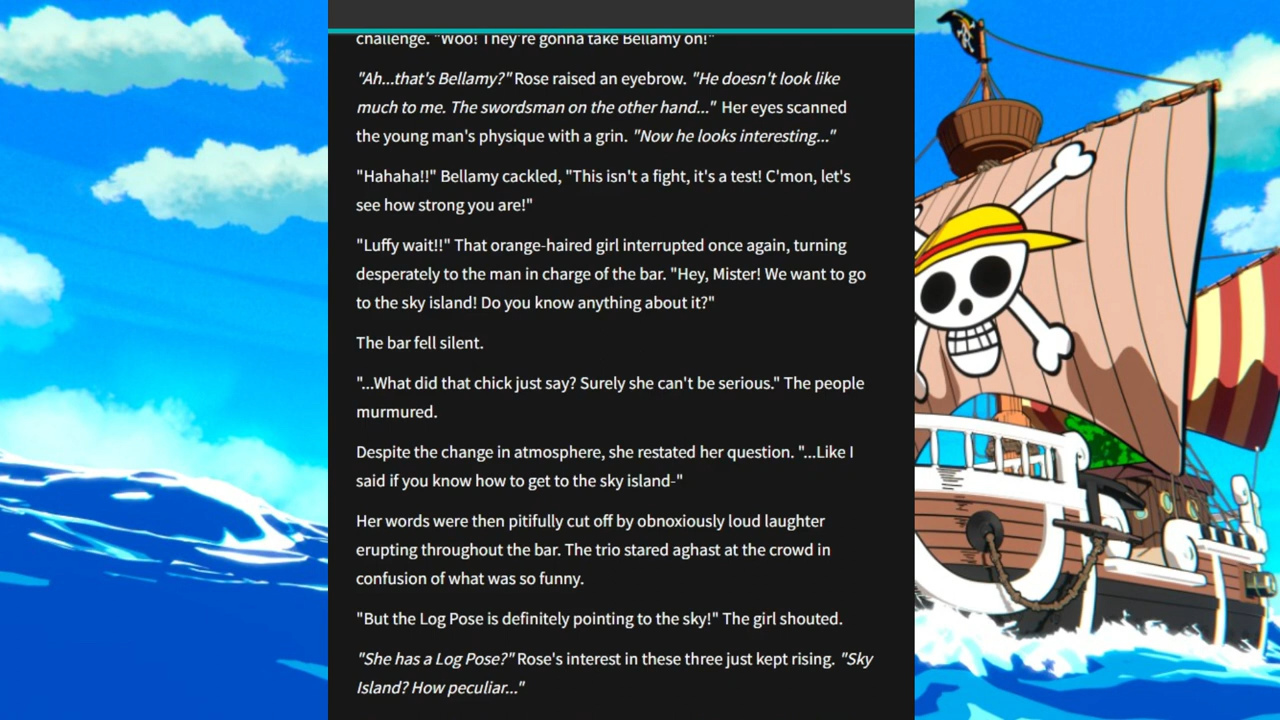 challenge. "Woo! They're gonna take Bellamy on!"
"Ah...that's Bellamy?" Rose raised an eyebrow. "He doesn't look like
much to me. The swordsman on the other hand..." Her eyes scanned
the young man's physique with a grin. "Now he looks interesting..."
"Hahaha!!" Bellamy cackled, "This isn't a fight, it's a test! C'mon, let's
see how strong you are!"
"Luffy wait!!" That orange-haired girl interrupted once again, turning
desperately to the man in charge of the bar. "Hey, Mister! We want to go
to the sky island! Do you know anything about it?"
The bar fell silent.
"...What did that chick just say? Surely she can't be serious." The people
murmured.
Despite the change in atmosphere, she restated her question. "...Like I
said if you know how to get to the sky island-"
Her words were then pitifully cut off by obnoxiously loud laughter
erupting throughout the bar. The trio stared aghast at the crowd in
confusion of what was so funny.
"But the Log Pose is definitely pointing to the sky!" The girl shouted.
"She has a Log Pose?" Rose's interest in these three just kept rising. "Sky
Island? How peculiar..."